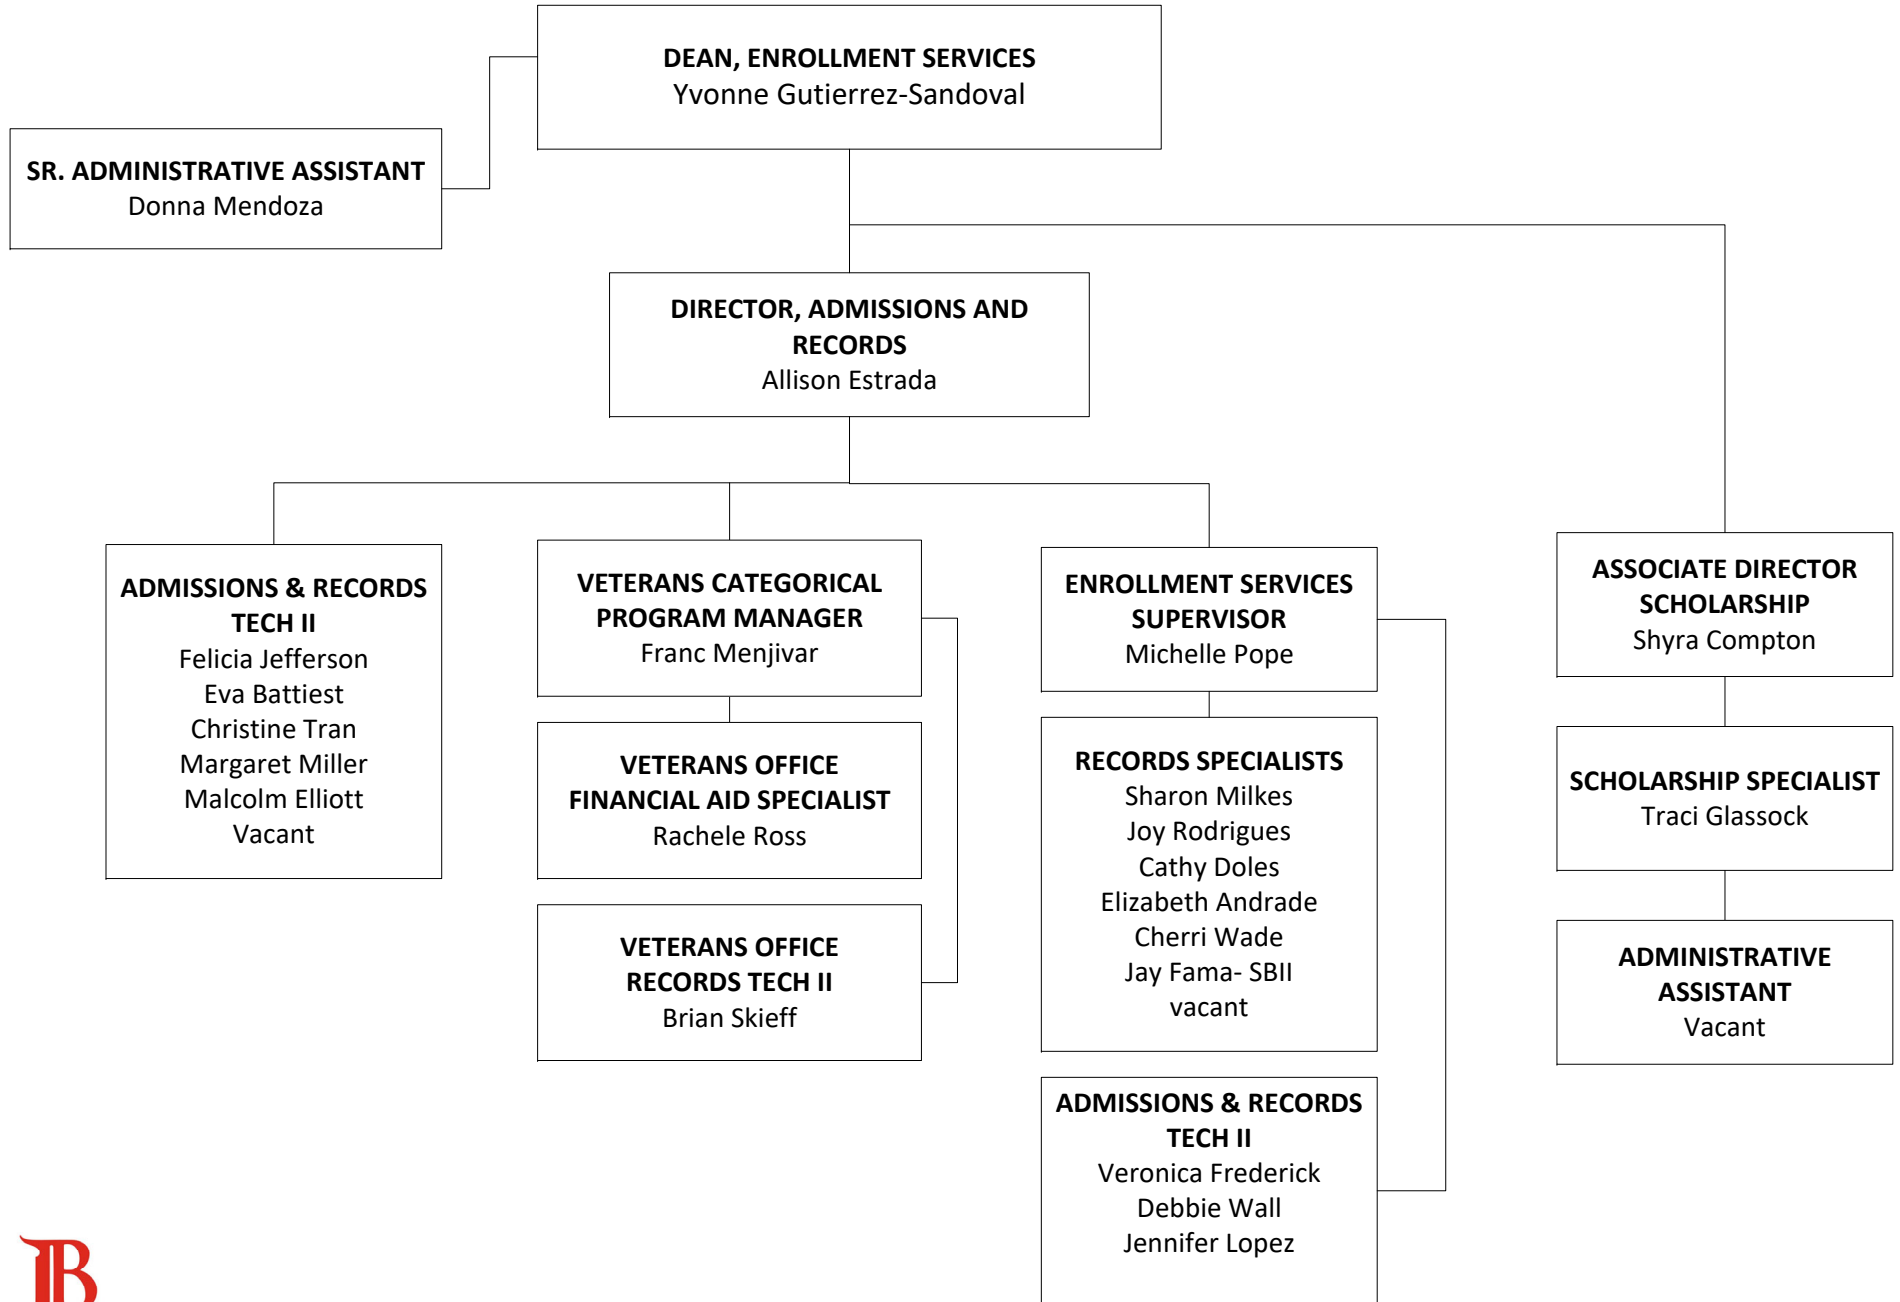 DEAN, ENROLLMENT SERVICES
Yvonne Gutierrez-Sandoval
SR. ADMINISTRATIVE ASSISTANT
Donna Mendoza
DIRECTOR, ADMISSIONS AND
RECORDS
Allison Estrada
ADMISSIONS & RECORDS
TECH II
Felicia Jefferson
Eva Battiest
Christine Tran
Margaret Miller
Malcolm Elliott
Vacant
VETERANS CATEGORICAL
PROGRAM MANAGER
Franc Menjivar
VETERANS OFFICE
FINANCIAL AID SPECIALIST
Rachele Ross
VETERANS OFFICE
RECORDS TECH II
Brian Skieff
ENROLLMENT SERVICES
SUPERVISOR
Michelle Pope
RECORDS SPECIALISTS
Sharon Milkes
Joy Rodrigues
Cathy Doles
Elizabeth Andrade
Cherri Wade
Jay Fama- SBII
vacant
ADMISSIONS & RECORDS
TECH II
Veronica Frederick
Debbie Wall
Jennifer Lopez
ASSOCIATE DIRECTOR
SCHOLARSHIP
Shyra Compton
SCHOLARSHIP SPECIALIST
Traci Glassock
ADMINISTRATIVE
ASSISTANT
Vacant
B